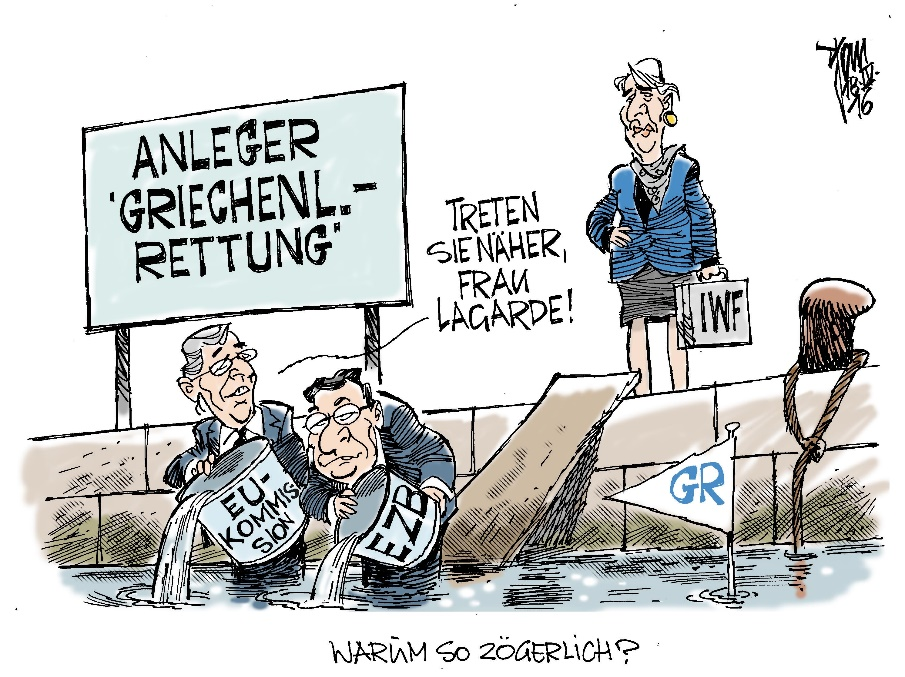 ANLEGER
'GRIECHENL.-
RETTUNG"
TRETEN
SIE NÄHER,
FRAU
LAGARDE!
IWF
EU-
KOMMIS
SION
EZB
GR
WARUM SO ZÖGERLICH?